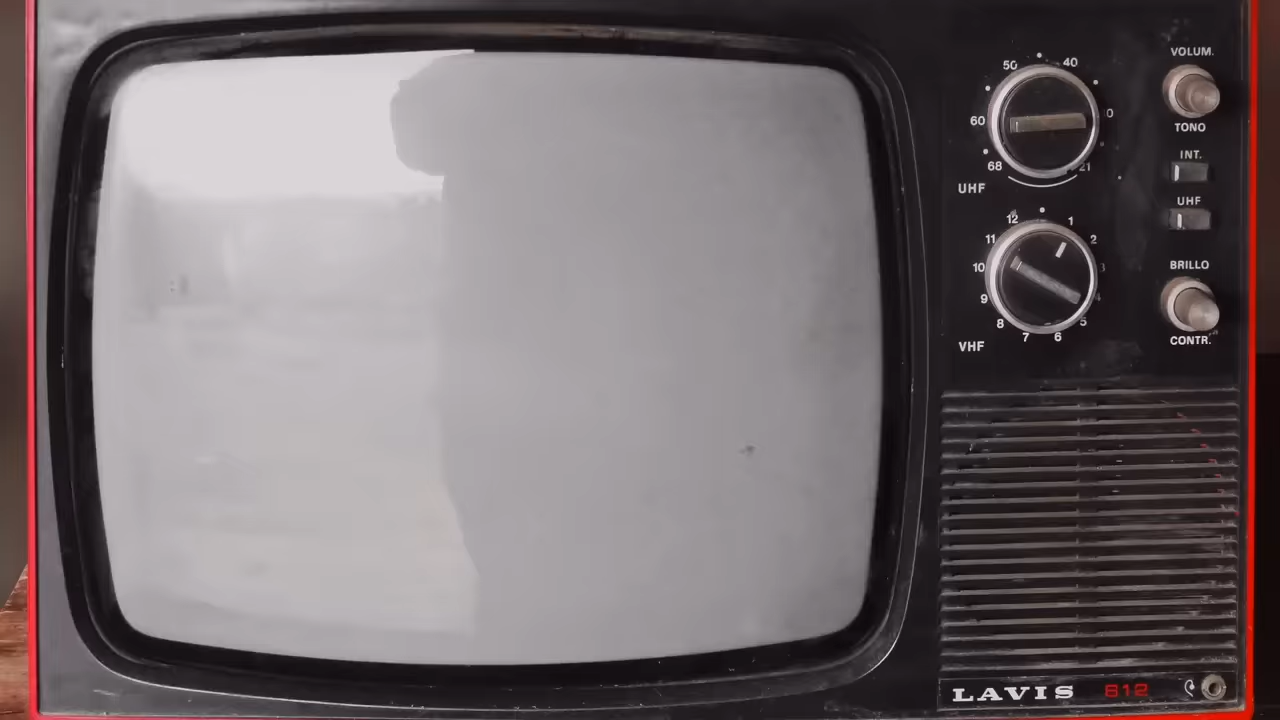 50 40
60 0
68 21
UHF
12 1
11 2
10 3
9 4
8 5
7 6
VHF
VOLUM.
TONO
INT.
UHF
BRILLO
CONTR.
LAVIS 612